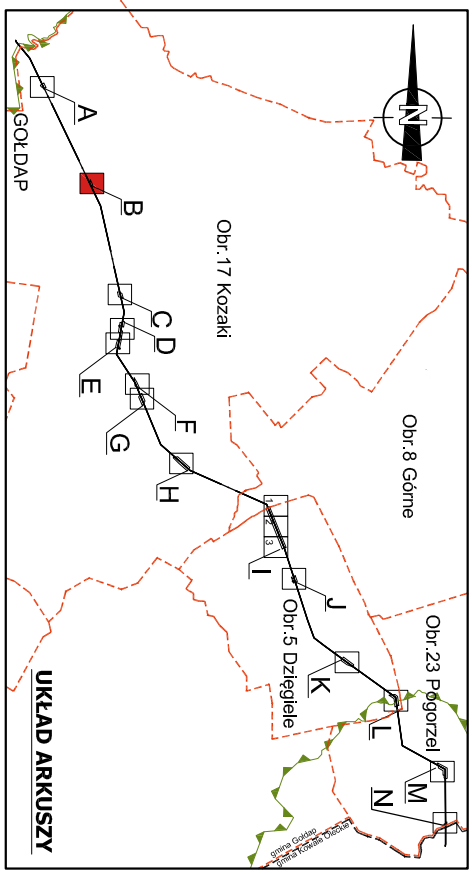 N
Obr.8 Górne
Obr.23 Pogorzel
Obr.17 Kozaki
Obr.5 Dzięgiele
GOŁDAP
A
B
C
D
E
F
G
H
1
2
3
I
J
K
L
M
N
gmina Gołdap
gmina Kowale Oleckie
UKŁAD ARKUSZY